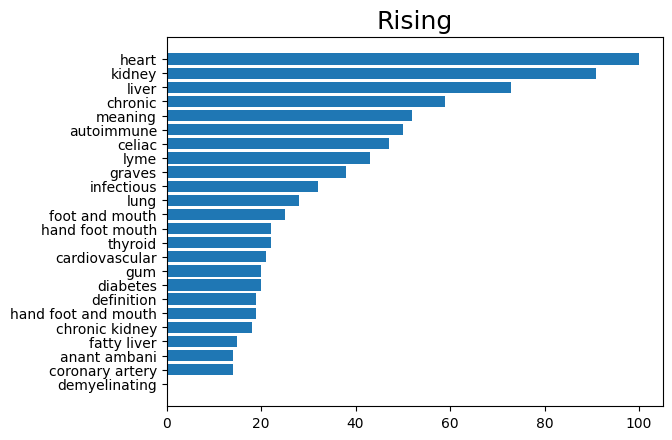 Rising
heart
kidney
liver
chronic
meaning
autoimmune
celiac
lyme
graves
infectious
lung
foot and mouth
hand foot mouth
thyroid
cardiovascular
gum
diabetes
definition
hand foot and mouth
chronic kidney
fatty liver
anant ambani
coronary artery
demyelinating
0 20 40 60 80 100